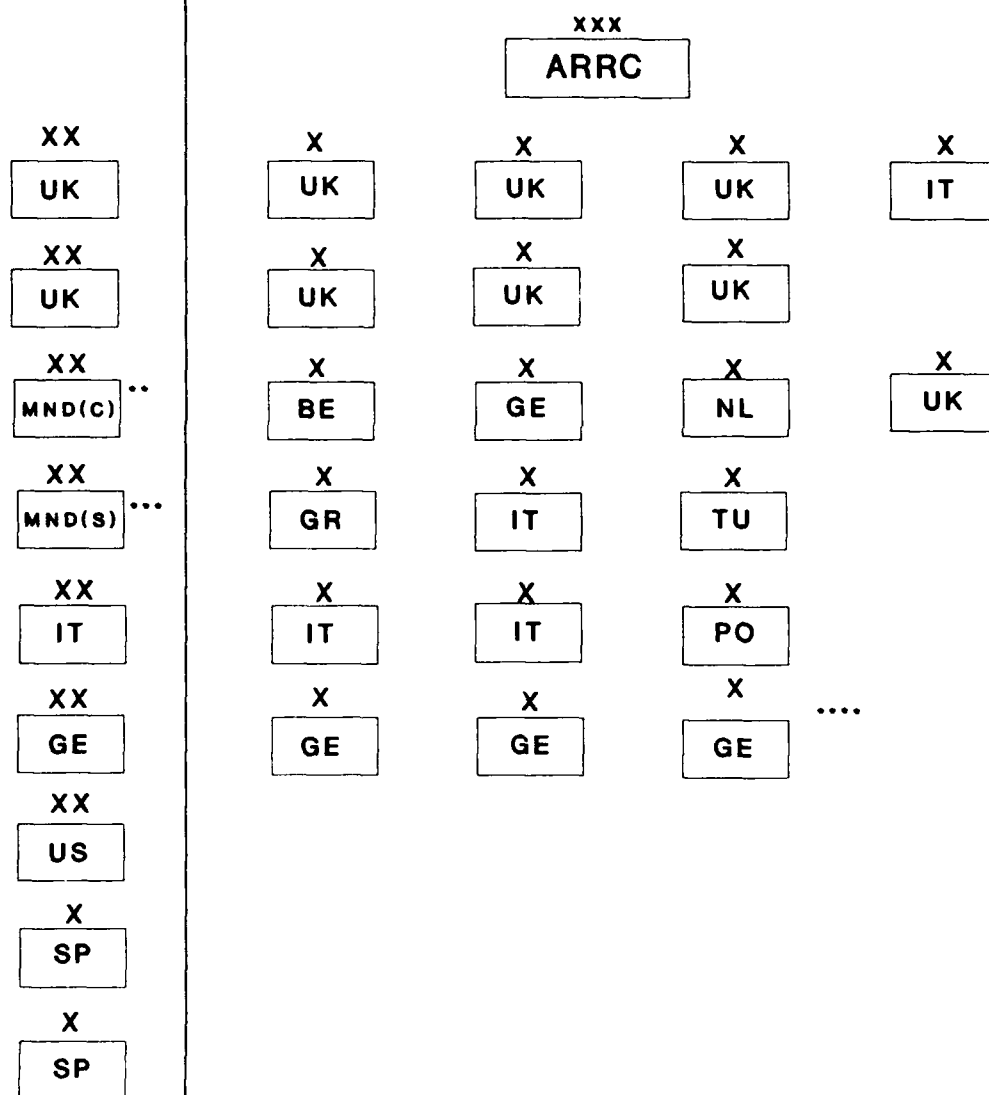 XXX
ARRC
XX X X X X
UK UK UK UK IT
XX X X X
UK UK UK UK
XX X X X X
MND(C) .. BE GE NL UK
XX X X X
MND(S) ... GR IT TU
XX X X X
IT IT IT PO
XX X X X
GE GE GE GE ....
XX
US
X
SP
X
SP